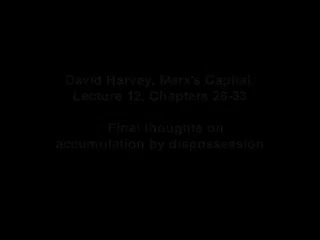 David Harvey, Marx's Capital,
Lecture 12, Chapters 26-33
Final thoughts on
accumulation by dispossession